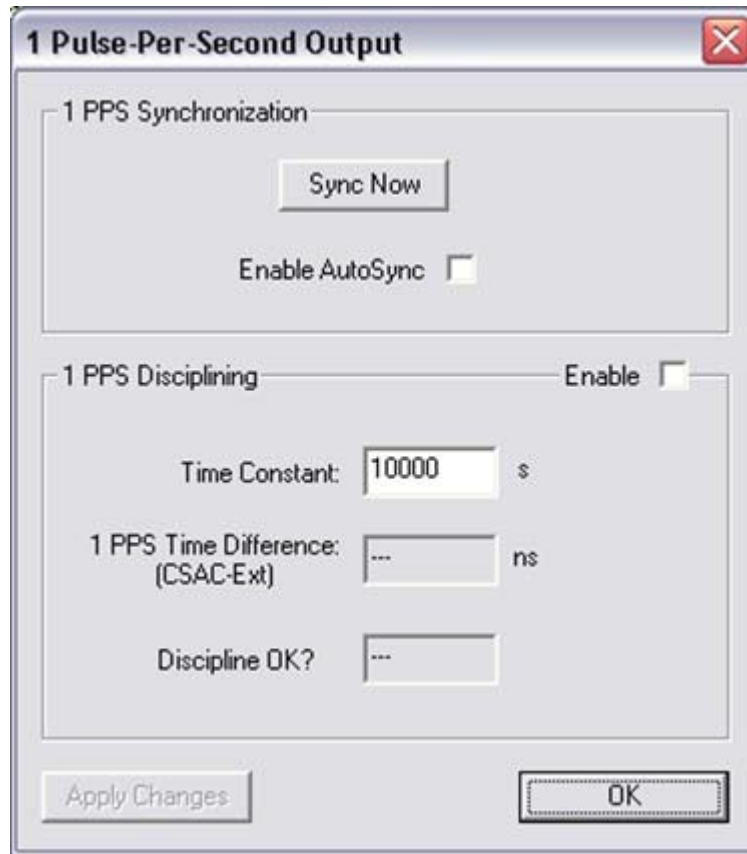 1 Pulse-Per-Second Output
1 PPS Synchronization
Sync Now
Enable AutoSync
1 PPS Disciplining
Enable
Time Constant: 10000 s
1 PPS Time Difference: --- ns
(CSAC-Ext)
Discipline OK? ---
Apply Changes
OK